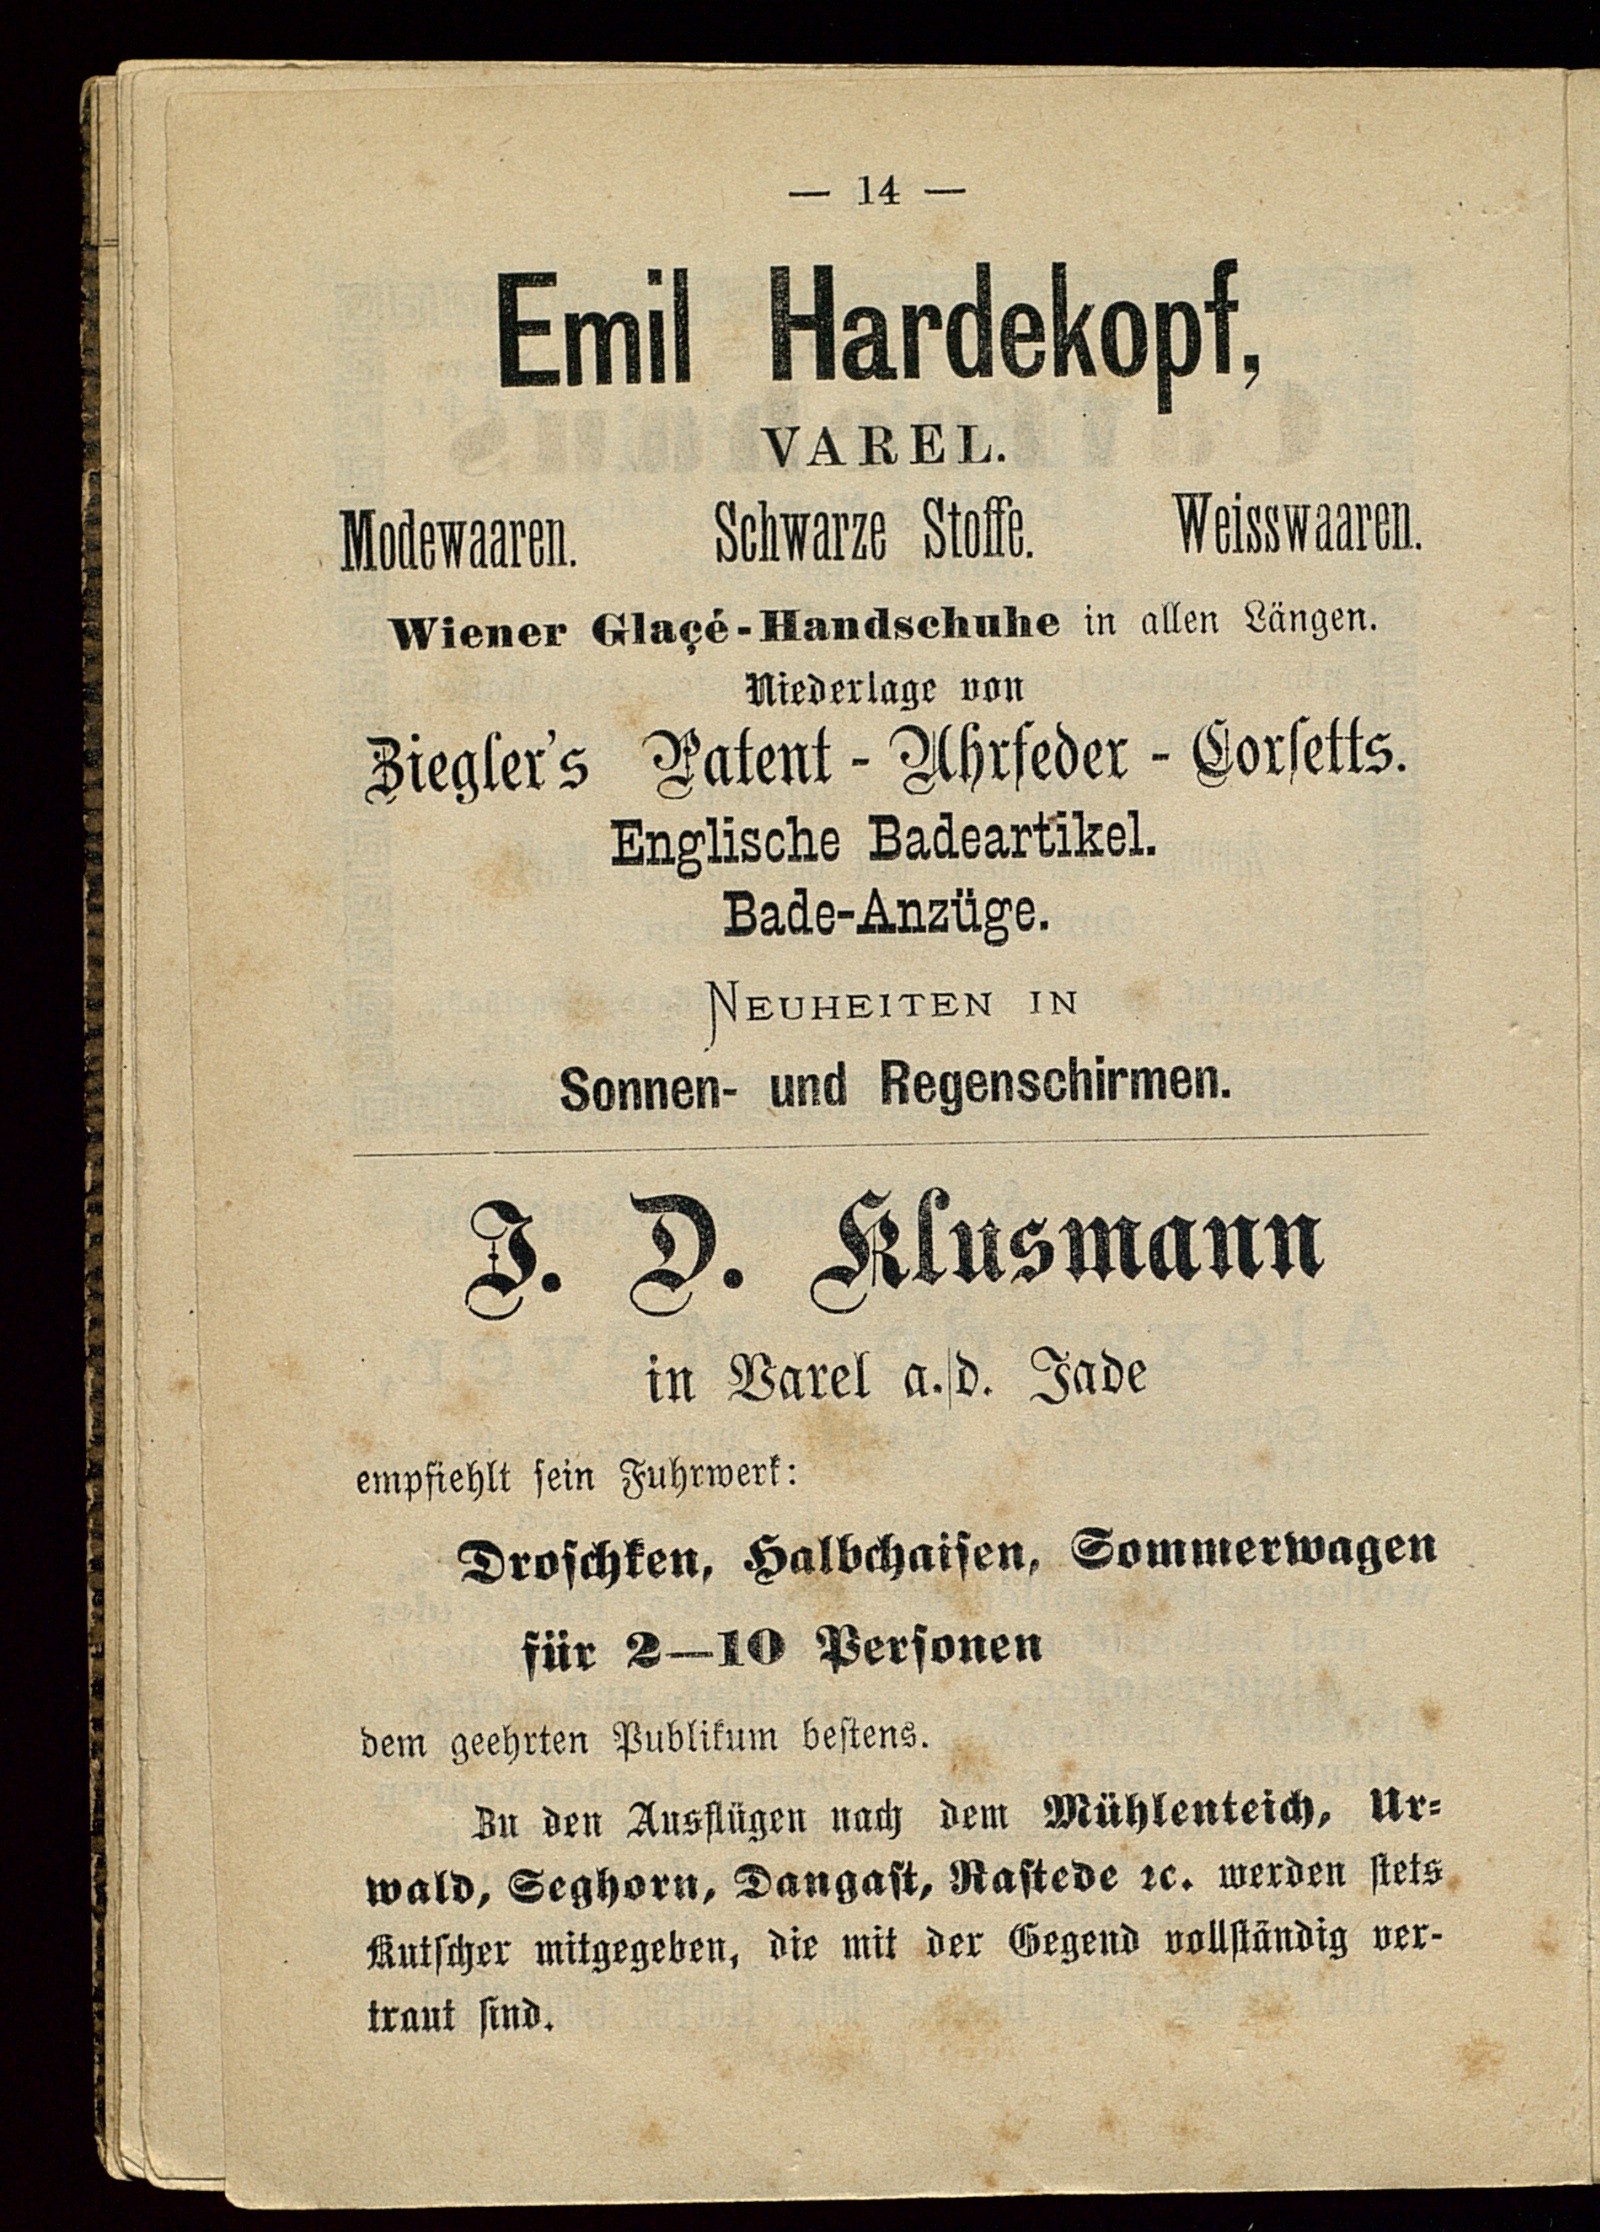 — 14 —
Emil Hardekopf,
VAREL.
Modewaaren. Schwarze Stoffe. Weisswaaren.
Wiener Glaçé-Handschuhe in allen Längen.
Niederlage von
Ziegler's Patent-Uhrfeder-Corsetts.
Englische Badeartikel.
Bade-Anzüge.
NEUHEITEN IN
Sonnen- und Regenschirmen.
J. D. Klusmann
in Varel a./d. Jade
empfiehlt sein Fuhrwerk:
Droschken, Halbchaisen, Sommerwagen
für 2—10 Personen
dem geehrten Publikum bestens.
Zu den Ausflügen nach dem Mühlenteich, Ur-
wald, Seghorn, Dangast, Rastede ꝛc. werden stets
Kutscher mitgegeben, die mit der Gegend vollständig ver-
traut sind.